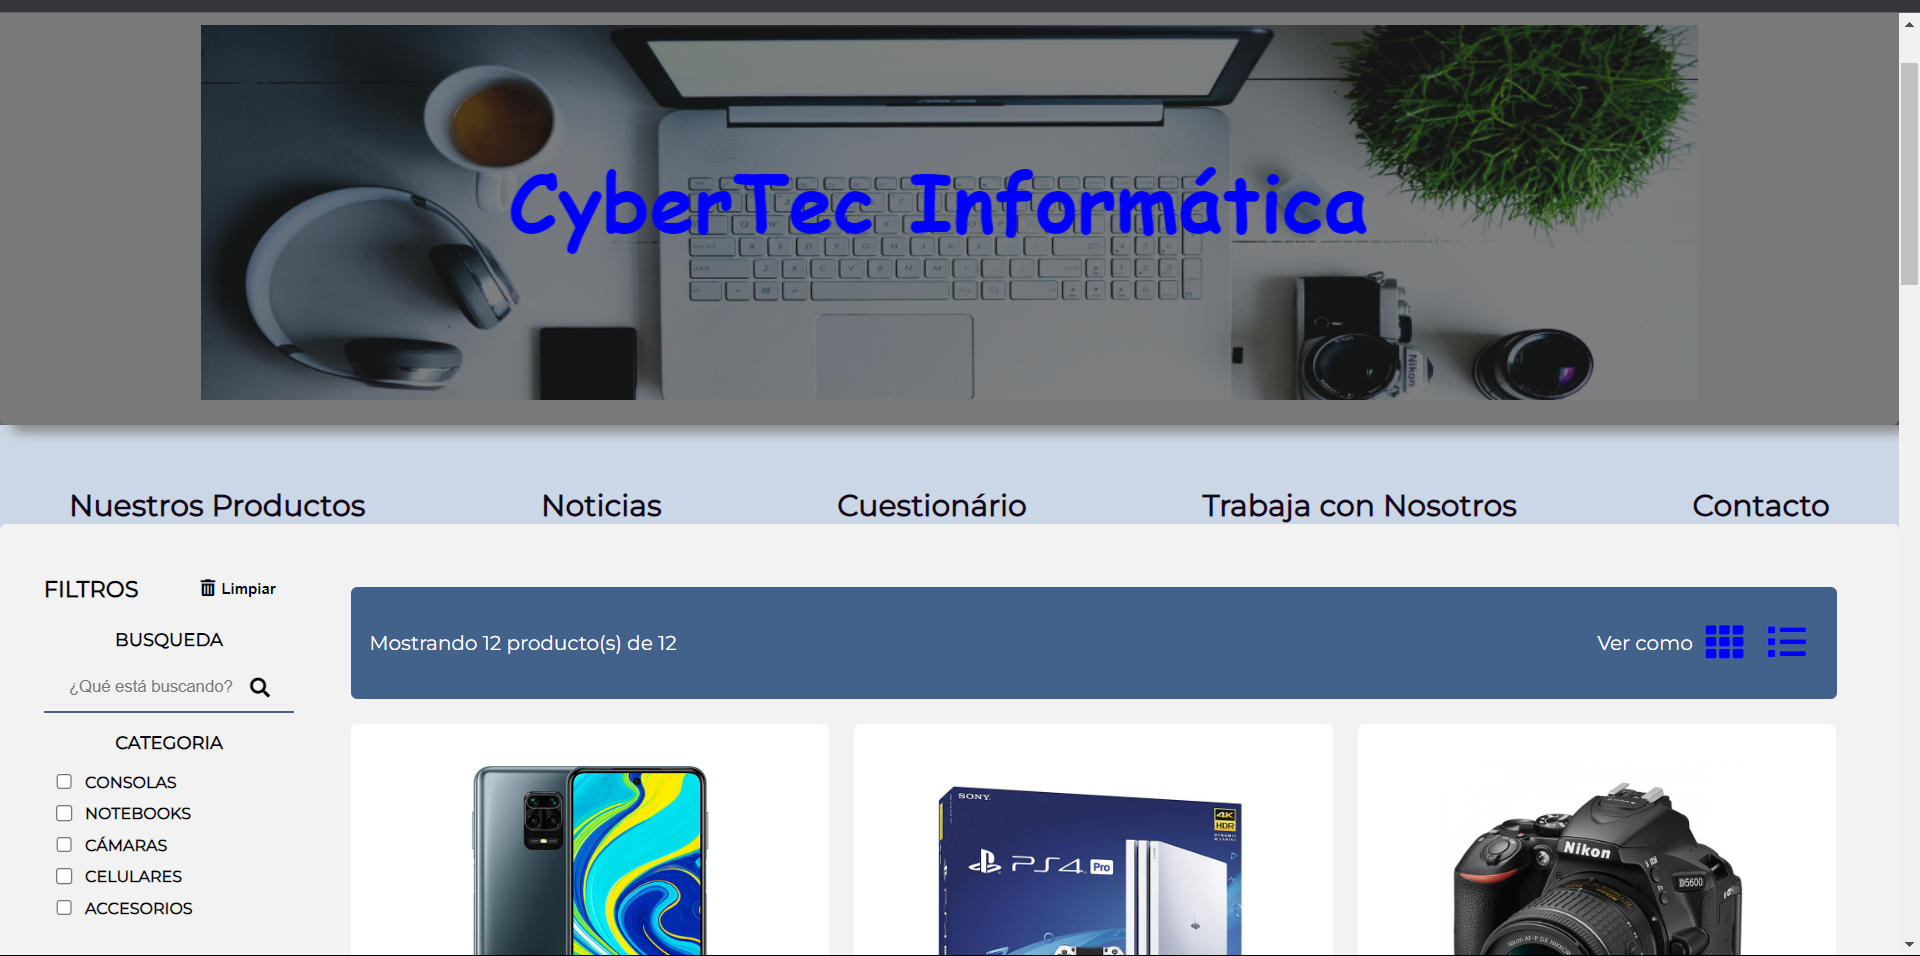 CyberTec Informática
Nuestros Productos
Noticias
Cuestionário
Trabaja con Nosotros
Contacto
FILTROS
Limpiar
BUSQUEDA
¿Qué está buscando?
CATEGORIA
CONSOLAS
NOTEBOOKS
CÁMARAS
CELULARES
ACCESORIOS
Mostrando 12 producto(s) de 12
Ver como
SONY
4K
HDR
PS4 Pro
Nikon
D5600